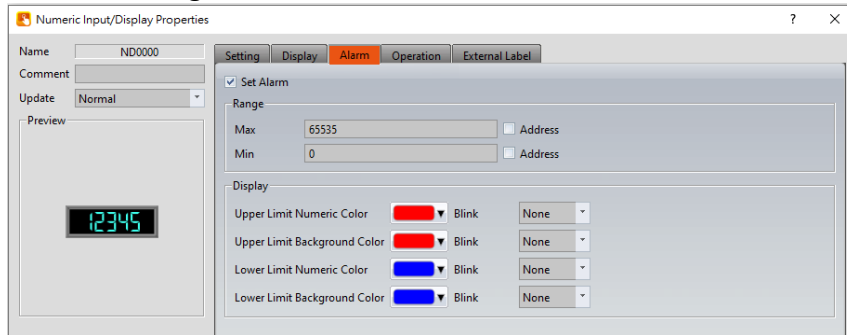 Numeric Input/Display Properties ? ×
Name ND0000
Comment
Update Normal
Preview
12345
Setting Display Alarm Operation External Label
Set Alarm
Range
Max 65535 Address
Min 0 Address
Display
Upper Limit Numeric Color Blink None
Upper Limit Background Color Blink None
Lower Limit Numeric Color Blink None
Lower Limit Background Color Blink None